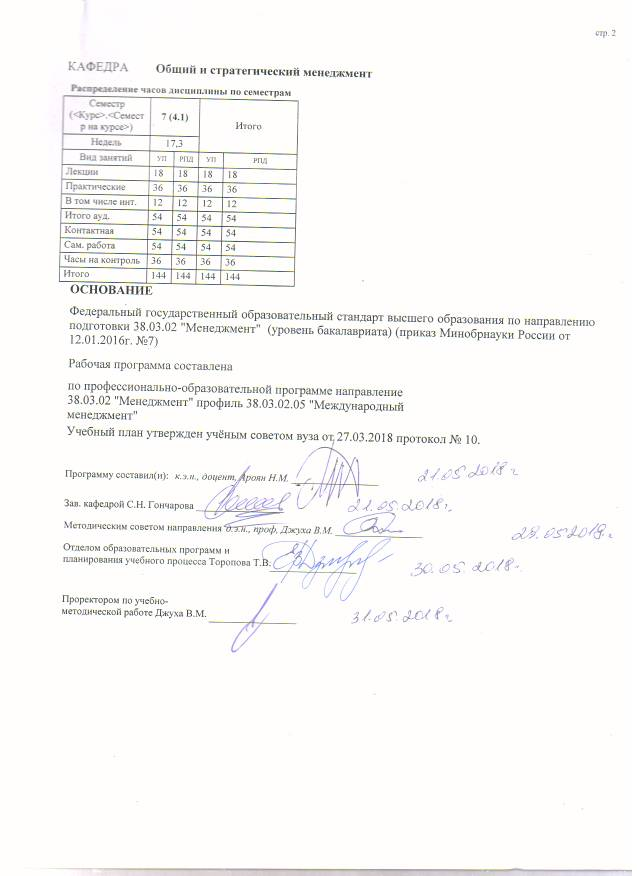 стр. 2
КАФЕДРА Общий и стратегический менеджмент
Распределение часов дисциплины по семестрам
Семестр
(<Курс>.<Семест
р на курсе>)
7 (4.1)
Итого
Недель 17,3
Вид занятий УП РПД УП РПД
Лекции 18 18 18 18
Практические 36 36 36 36
В том числе инт. 12 12 12 12
Итого ауд. 54 54 54 54
Контактная 54 54 54 54
Сам. работа 54 54 54 54
Часы на контроль 36 36 36 36
Итого 144 144 144 144
ОСНОВАНИЕ
Федеральный государственный образовательный стандарт высшего образования по направлению
подготовки 38.03.02 "Менеджмент" (уровень бакалавриата) (приказ Минобрнауки России от
12.01.2016г. №7)
Рабочая программа составлена
по профессионально-образовательной программе направление
38.03.02 "Менеджмент" профиль 38.03.02.05 "Международный
менеджмент"
Учебный план утвержден учёным советом вуза от 27.03.2018 протокол № 10.
Программу составил(и): к.э.н., доцент, Ароян Н.М. 21.05.2018 г
Зав. кафедрой С.Н. Гончарова 21.05.2018г.
Методическим советом направления д.э.н., проф, Джуха В.М. 29.05.2018г.
Отделом образовательных программ и
планирования учебного процесса Торопова Т.В. 30.05.2018г.
Проректором по учебно-
методической работе Джуха В.М. 31.05.2018г.